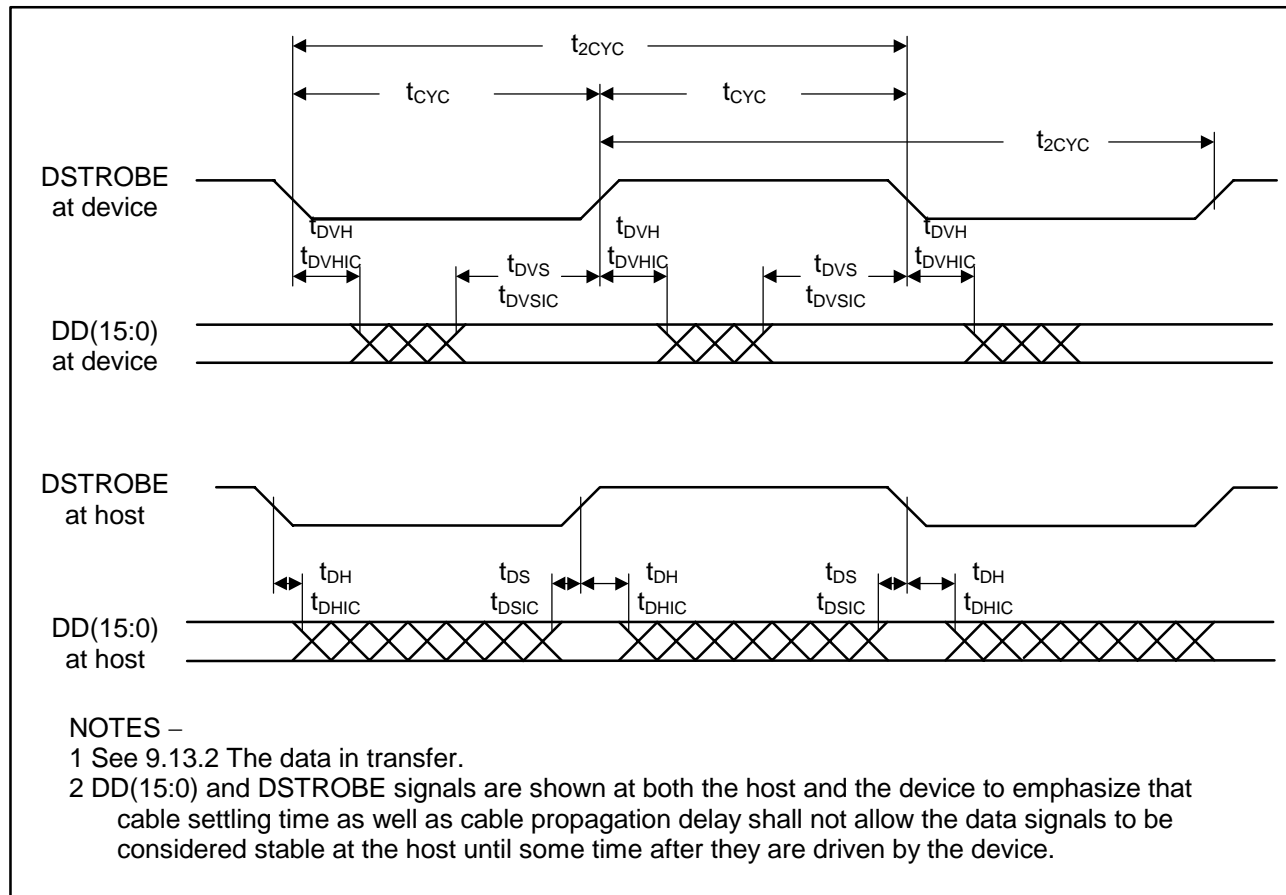 t2CYC
tCYC tCYC
t2CYC
DSTROBE
at device
tDVH tDVH tDVH
tDVHIC tDVS tDVHIC tDVS tDVHIC
tDVSIC tDVSIC
DD(15:0)
at device
DSTROBE
at host
tDH tDS tDH tDS tDH
tDHIC tDSIC tDHIC tDSIC tDHIC
DD(15:0)
at host
NOTES –
1 See 9.13.2 The data in transfer.
2 DD(15:0) and DSTROBE signals are shown at both the host and the device to emphasize that
cable settling time as well as cable propagation delay shall not allow the data signals to be
considered stable at the host until some time after they are driven by the device.